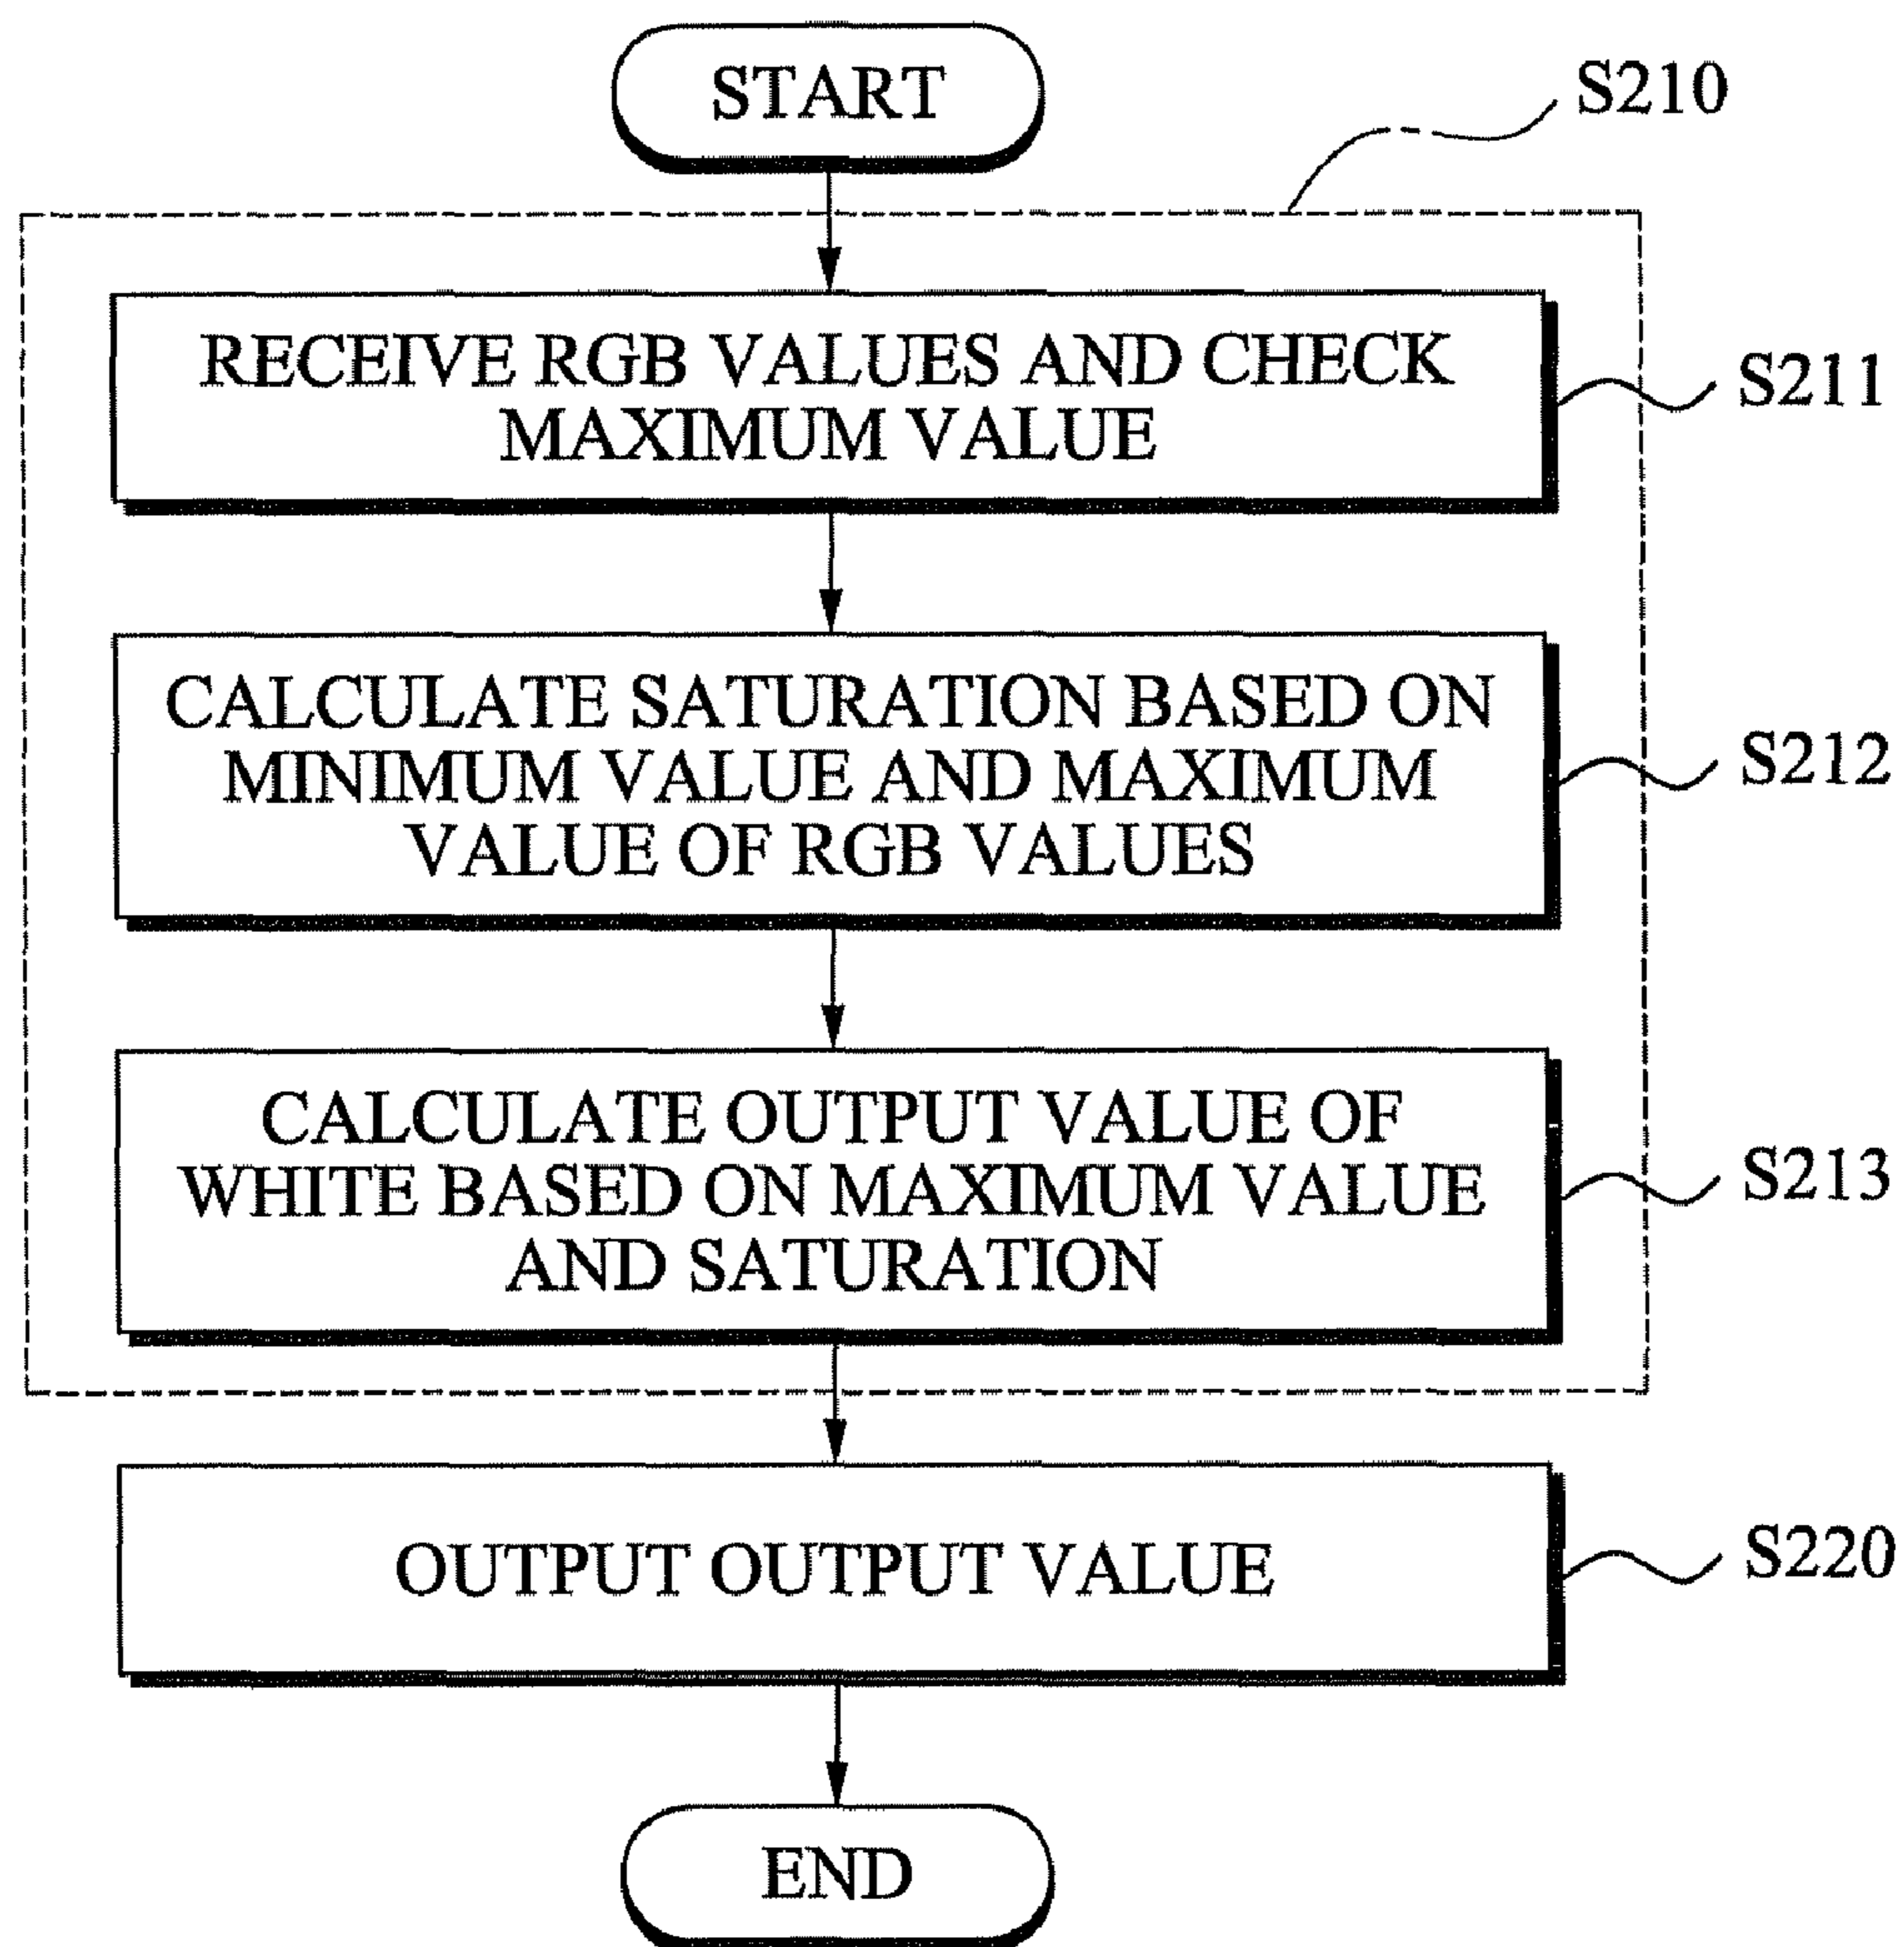 START
S210
RECEIVE RGB VALUES AND CHECK
MAXIMUM VALUE
S211
CALCULATE SATURATION BASED ON
MINIMUM VALUE AND MAXIMUM
VALUE OF RGB VALUES
S212
CALCULATE OUTPUT VALUE OF
WHITE BASED ON MAXIMUM VALUE
AND SATURATION
S213
OUTPUT OUTPUT VALUE
S220
END